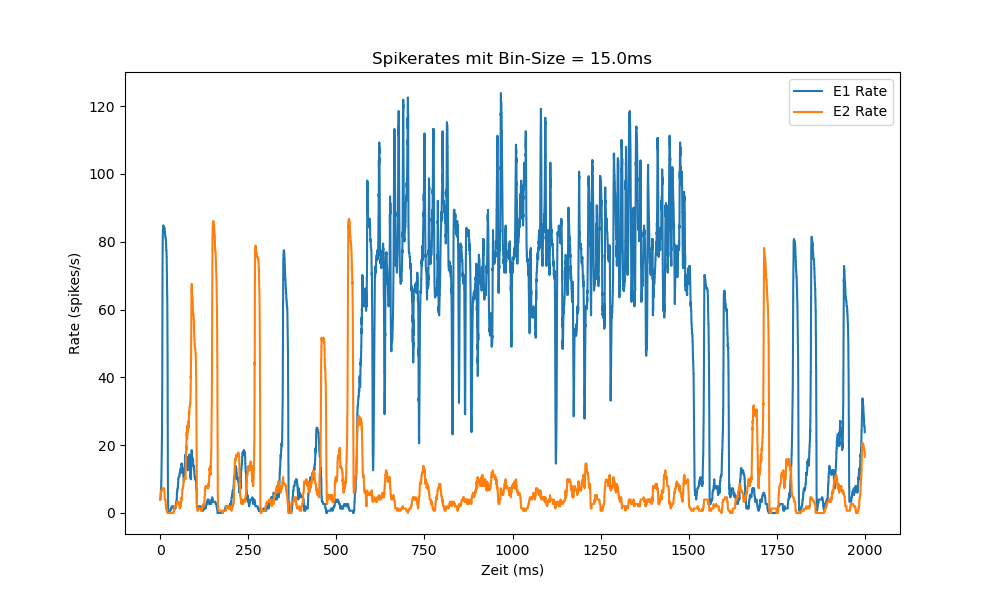 Spikerates mit Bin-Size = 15.0ms
E1 Rate
E2 Rate
120
100
80
60
40
20
0
Rate (spikes/s)
0 250 500 750 1000 1250 1500 1750 2000
Zeit (ms)